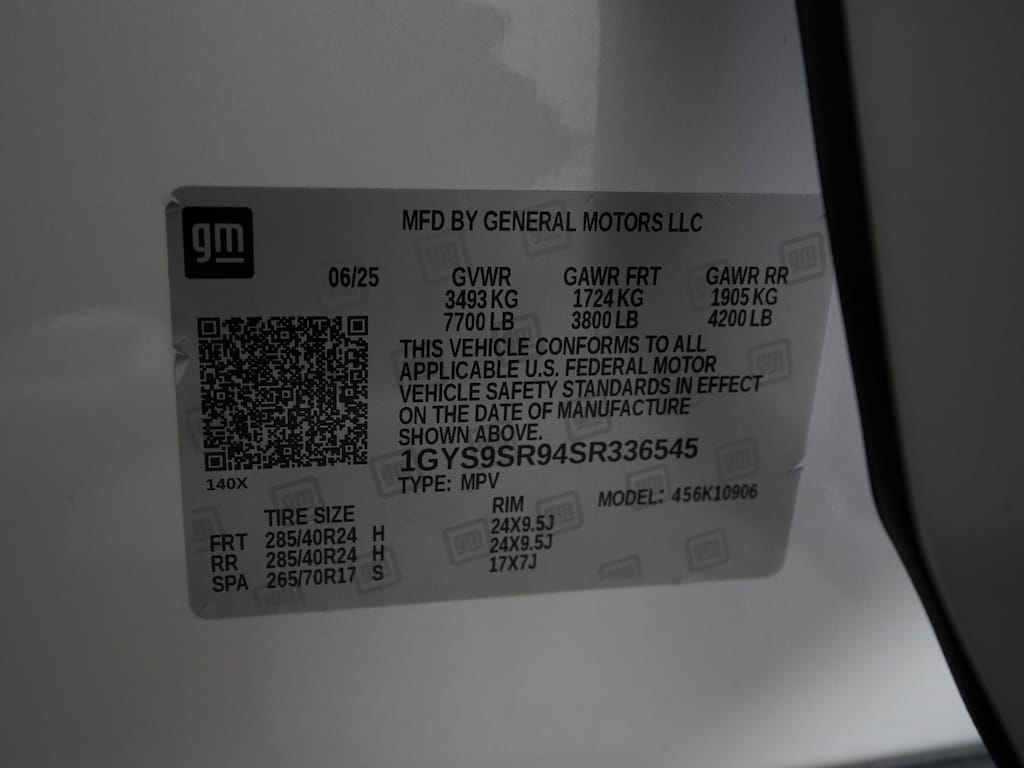 gm
MFD BY GENERAL MOTORS LLC
06/25 GVWR GAWR FRT GAWR RR
3493 KG 1724 KG 1905 KG
7700 LB 3800 LB 4200 LB
THIS VEHICLE CONFORMS TO ALL
APPLICABLE U.S. FEDERAL MOTOR
VEHICLE SAFETY STANDARDS IN EFFECT
ON THE DATE OF MANUFACTURE
SHOWN ABOVE.
1GYS9SR94SR336545
140X
TYPE: MPV MODEL: 456K10906
TIRE SIZE RIM
FRT 285/40R24 H 24X9.5J
RR 285/40R24 H 24X9.5J
SPA 265/70R17 S 17X7J